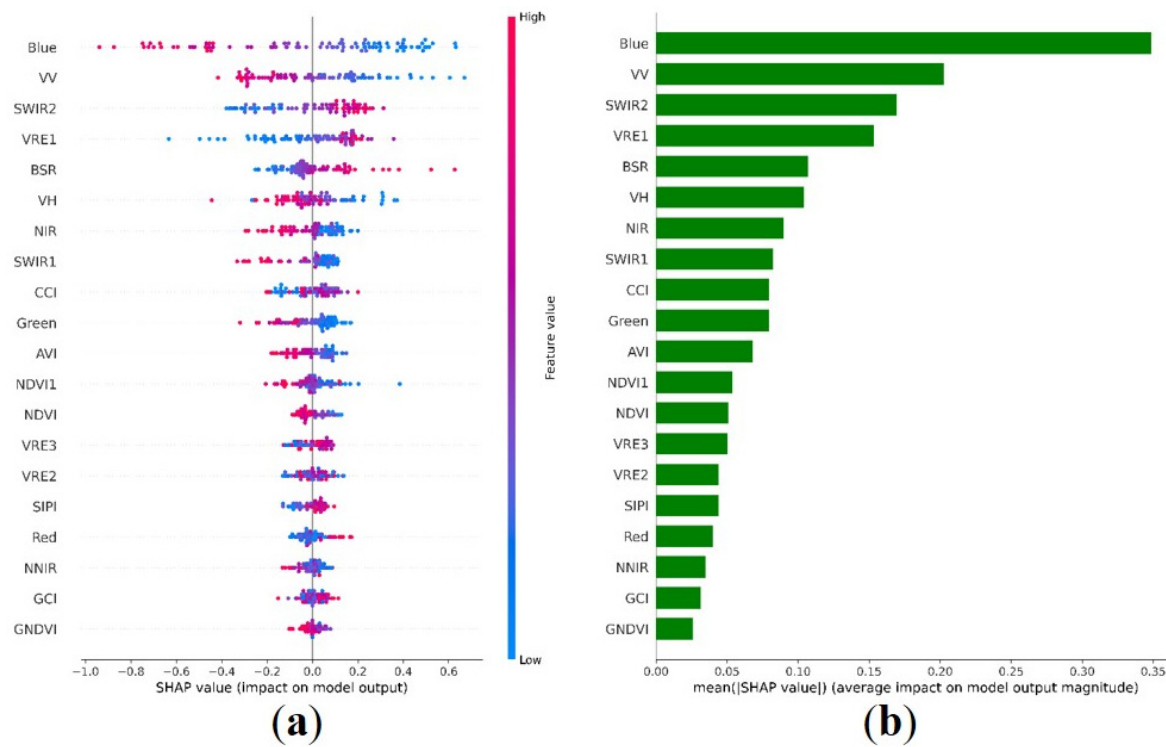 High
Blue
VV
SWIR2
VRE1
BSR
VH
NIR
SWIR1
CCI
Green
AVI
NDVI1
NDVI
VRE3
VRE2
SIPI
Red
NNIR
GCI
GNDVI
Feature value
Low
−1.0 −0.8 −0.6 −0.4 −0.2 0.0 0.2 0.4 0.6
SHAP value (impact on model output)
(a)
Blue
VV
SWIR2
VRE1
BSR
VH
NIR
SWIR1
CCI
Green
AVI
NDVI1
NDVI
VRE3
VRE2
SIPI
Red
NNIR
GCI
GNDVI
0.00 0.05 0.10 0.15 0.20 0.25 0.30 0.35
mean(|SHAP value|) (average impact on model output magnitude)
(b)